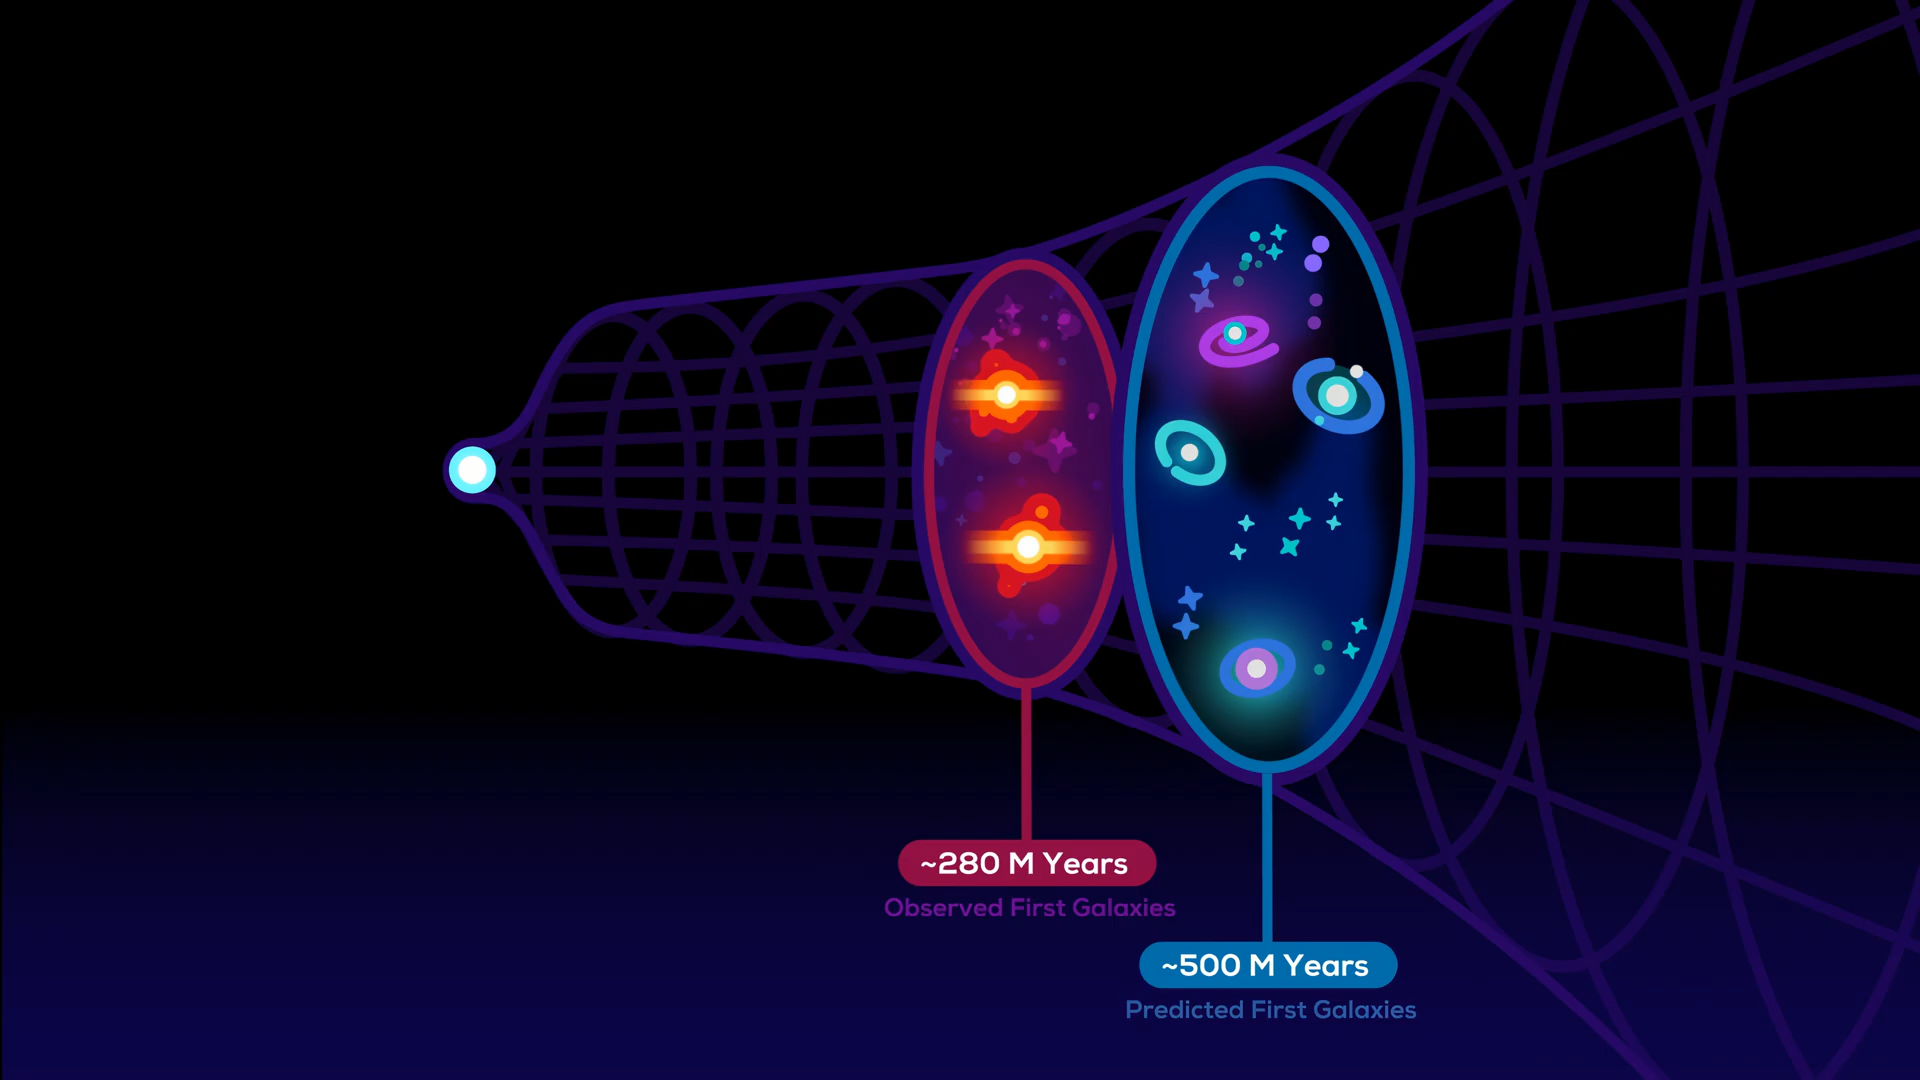 ~280 M Years
Observed First Galaxies
~500 M Years
Predicted First Galaxies